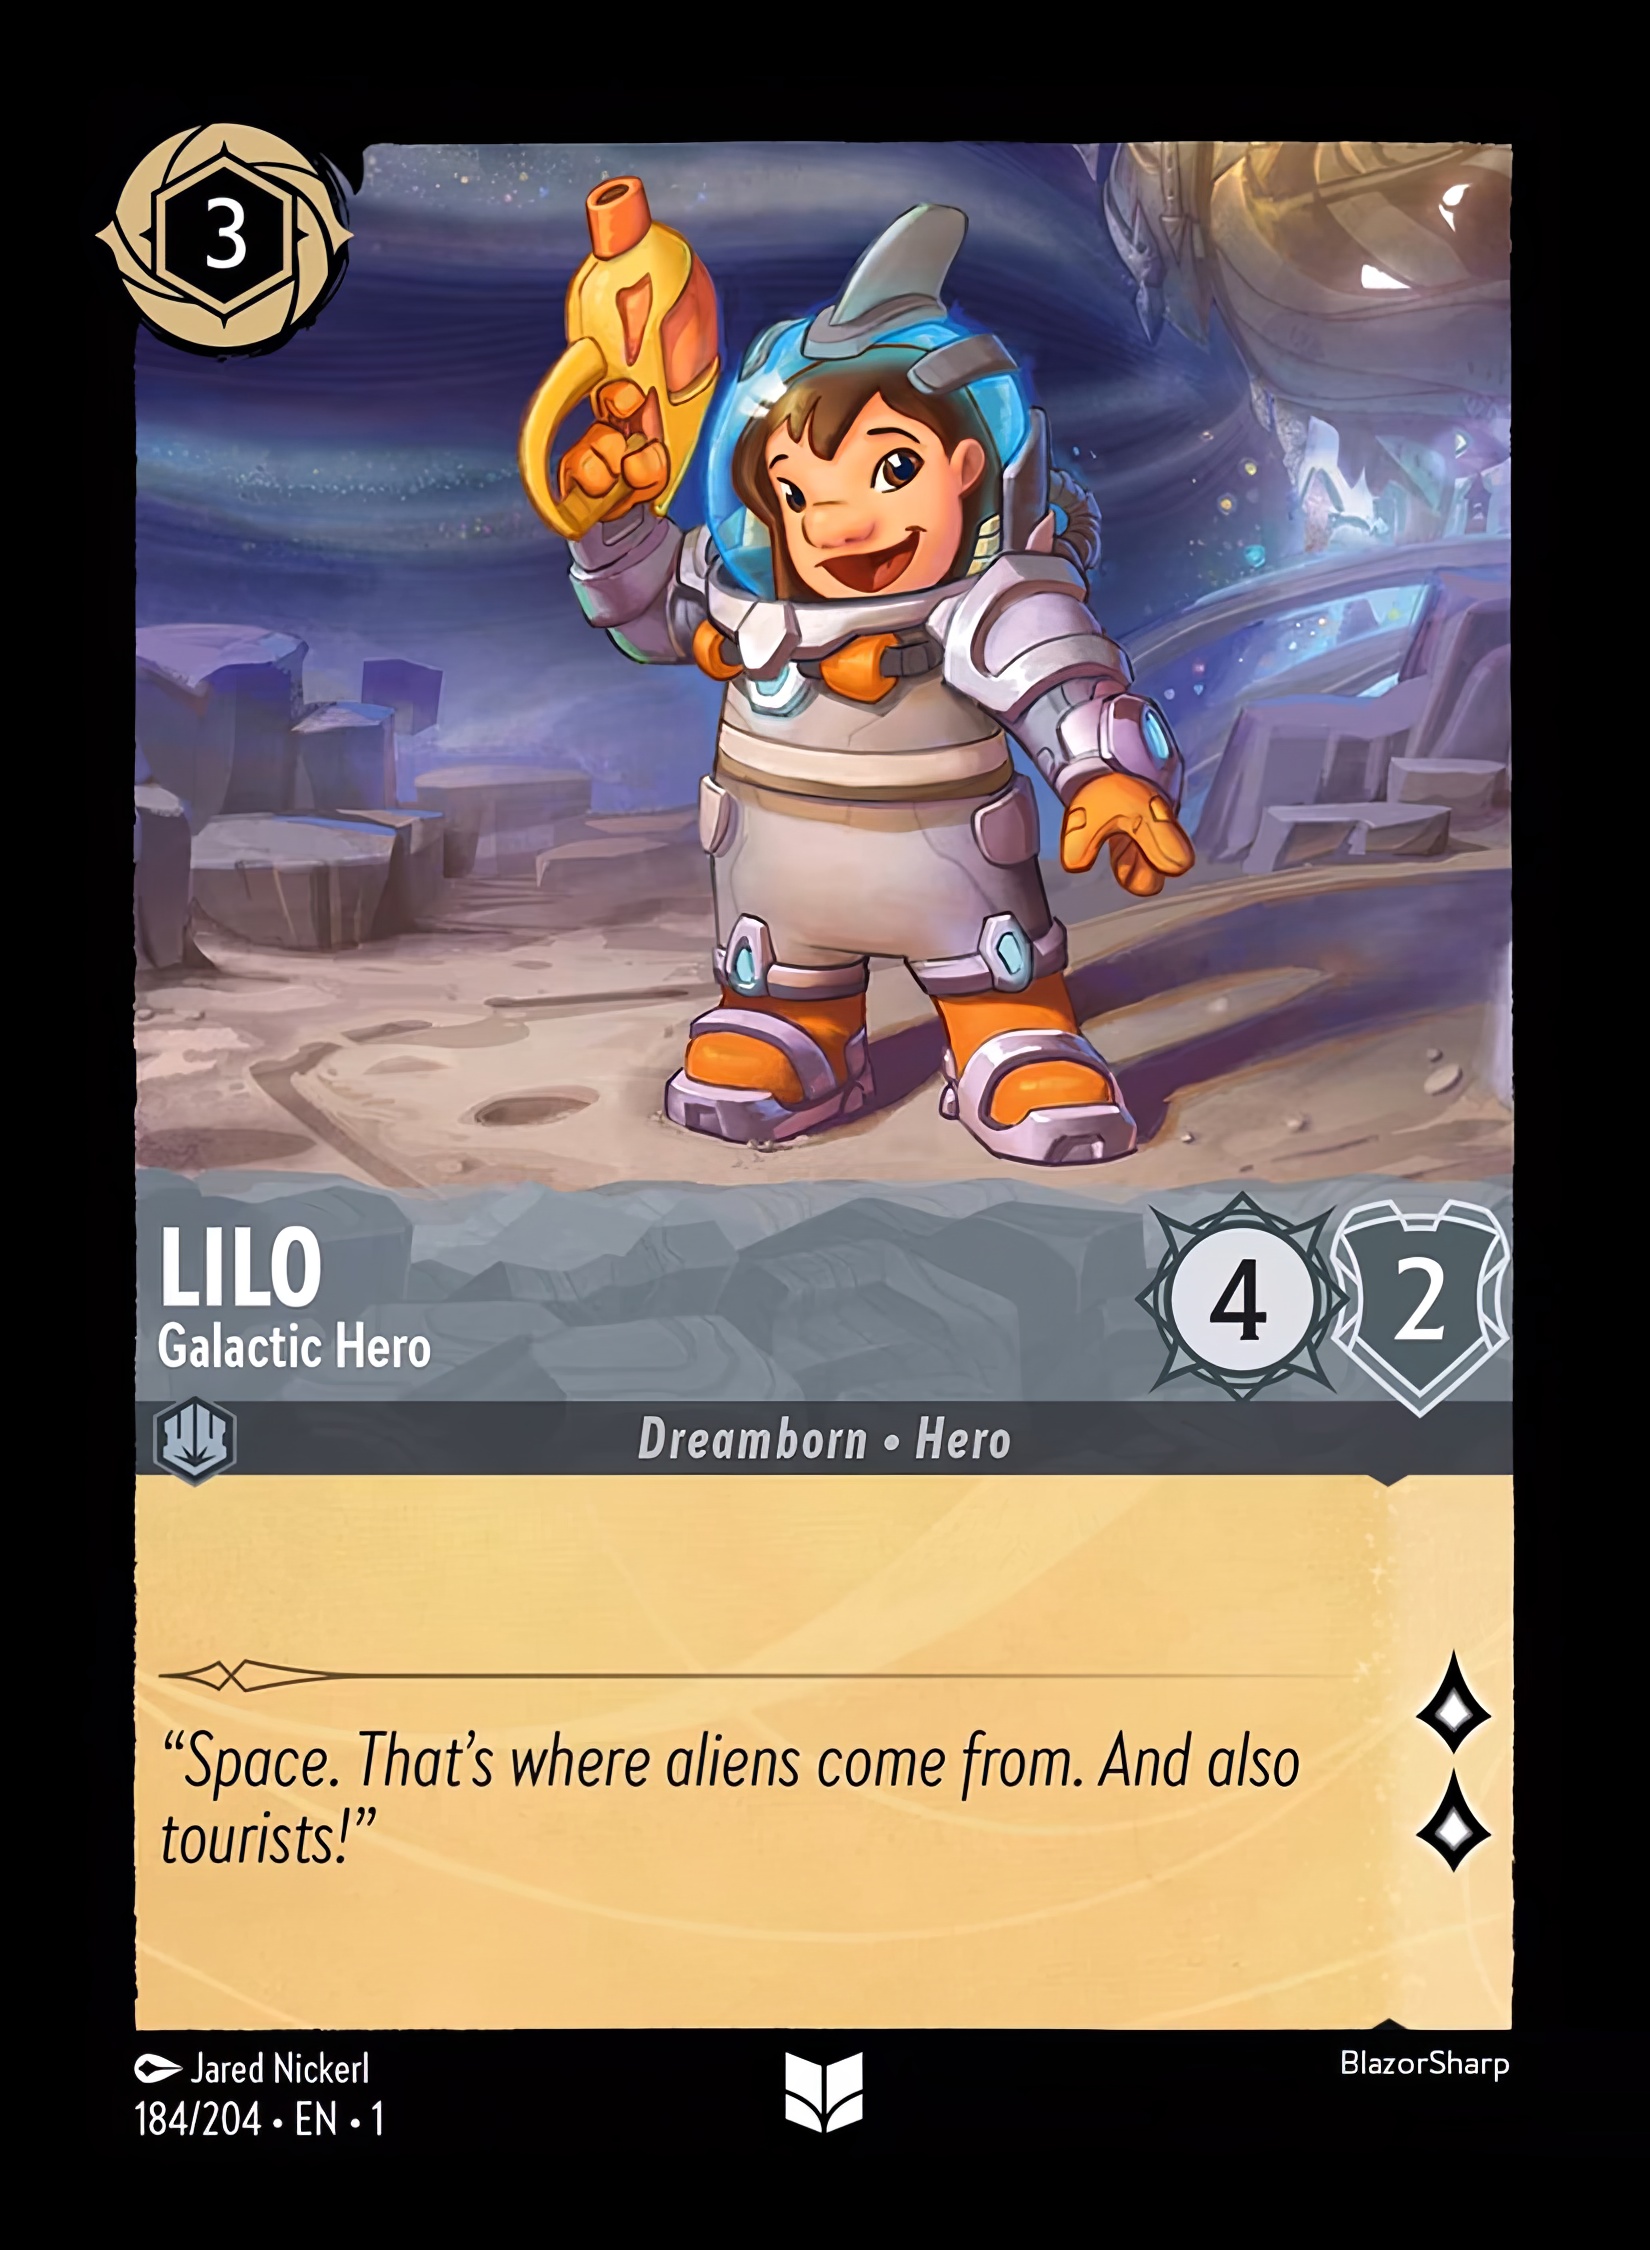 3
LILO
Galactic Hero
4
2
Dreamborn • Hero
“Space. That’s where aliens come from. And also
tourists!”
Jared Nickerl
BlazorSharp
184/204 • EN • 1